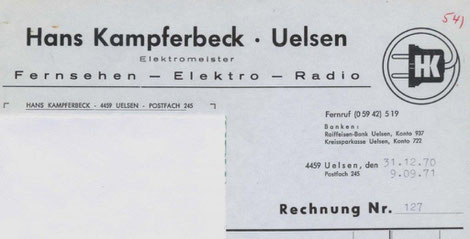 54)
Hans Kampferbeck · Uelsen
Elektromeister
Fernsehen — Elektro — Radio
HK
HANS KAMPFERBECK - 4459 UELSEN - POSTFACH 245
Fernruf (0 59 42) 5 19
Banken:
Raiffeisen-Bank Uelsen, Konto 937
Kreissparkasse Uelsen, Konto 722
4459 Uelsen, den 31.12.70
Postfach 245 9.09.71
Rechnung Nr. 127